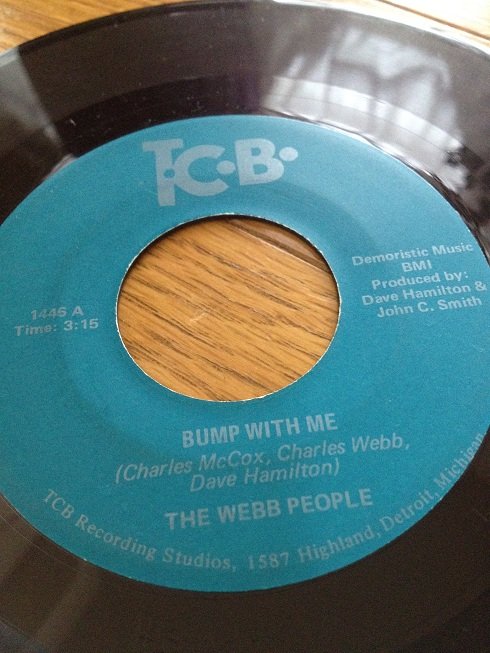 T.C.B.
1446 A
Time: 3:15
Demoristic Music
BMI
Produced by:
Dave Hamilton &
John C. Smith
BUMP WITH ME
(Charles McCox, Charles Webb,
Dave Hamilton)
THE WEBB PEOPLE
TCB Recording Studios, 1587 Highland, Detroit, Michigan